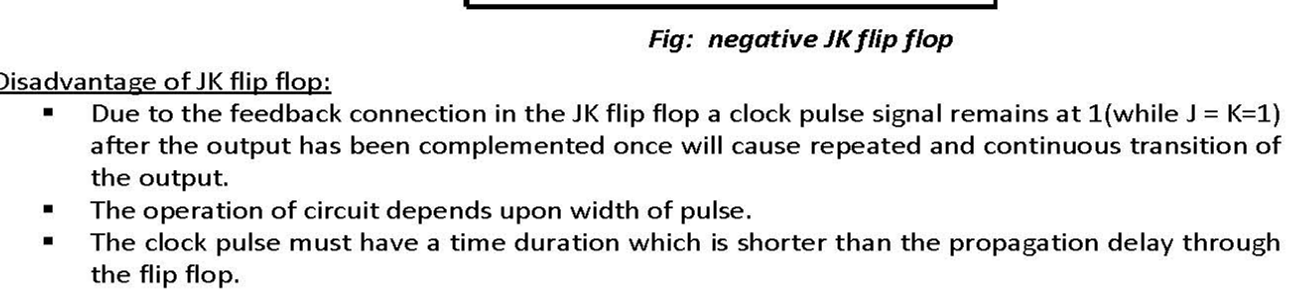 Fig: negative JK flip flop
Disadvantage of JK flip flop:
▪ Due to the feedback connection in the JK flip flop a clock pulse signal remains at 1(while J = K=1)
after the output has been complemented once will cause repeated and continuous transition of
the output.
▪ The operation of circuit depends upon width of pulse.
▪ The clock pulse must have a time duration which is shorter than the propagation delay through
the flip flop.